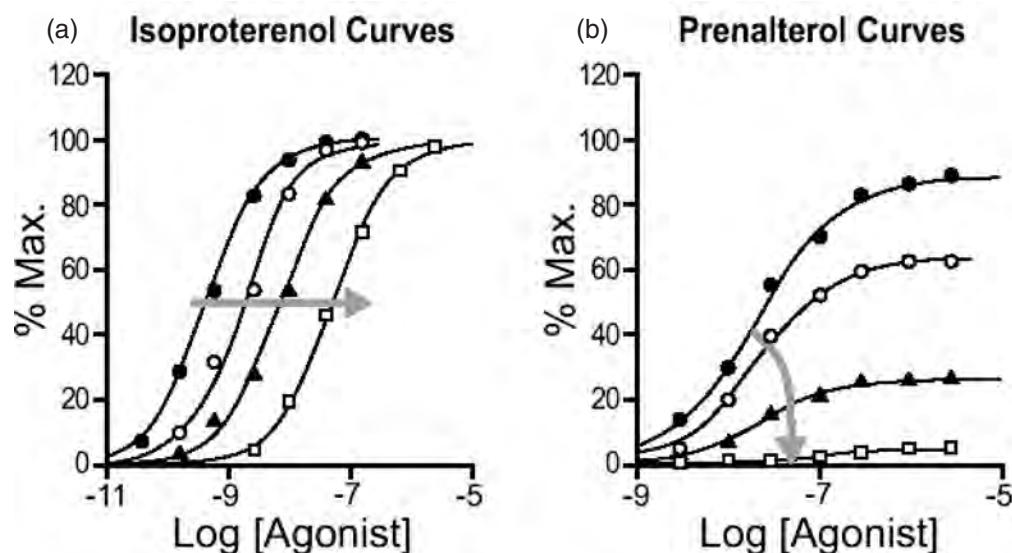 (a) Isoproterenol Curves
120
100
80
60
40
20
0
% Max.
-11 -9 -7 -5
Log [Agonist]
(b) Prenalterol Curves
120
100
80
60
40
20
0
% Max.
-9 -7 -5
Log [Agonist]